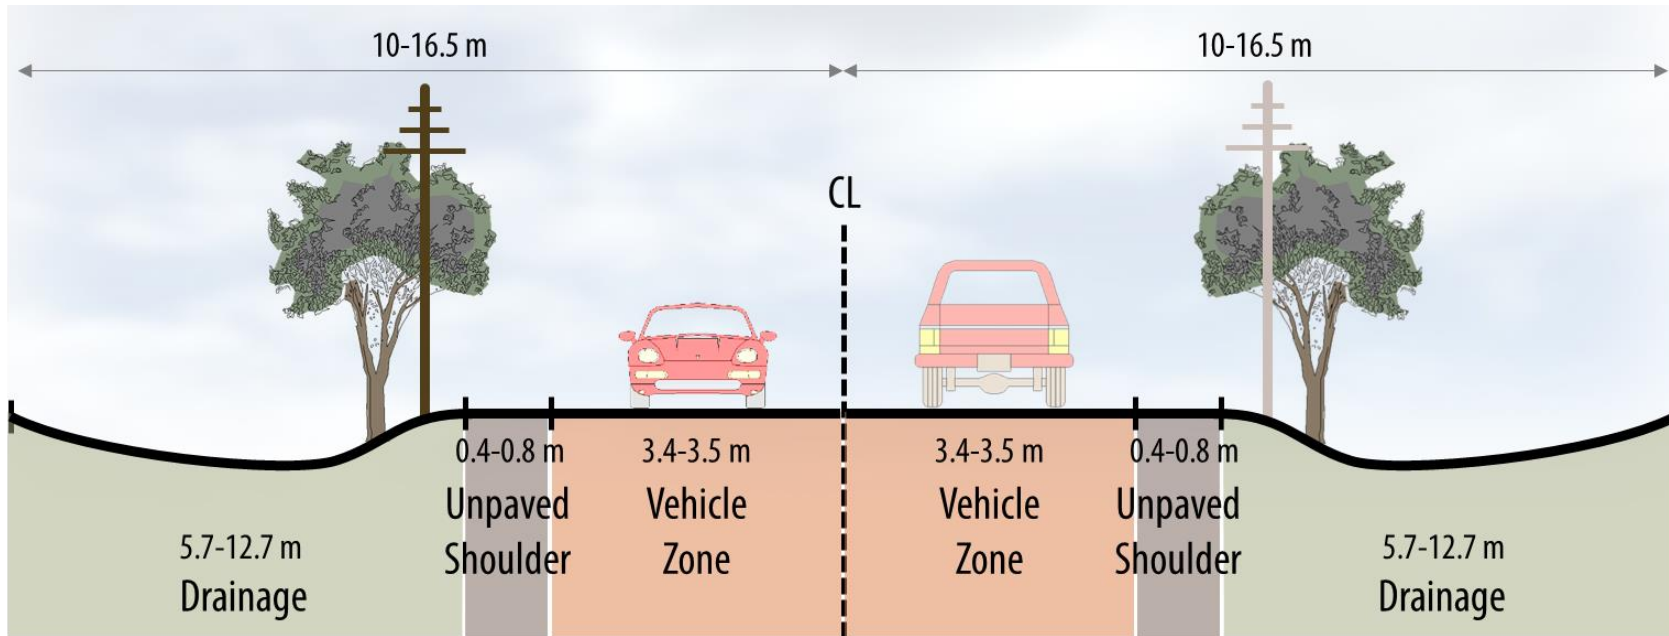 10-16.5 m
10-16.5 m
CL
0.4-0.8 m
3.4-3.5 m
3.4-3.5 m
0.4-0.8 m
Unpaved
Shoulder
Vehicle
Zone
Vehicle
Zone
Unpaved
Shoulder
5.7-12.7 m
Drainage
5.7-12.7 m
Drainage